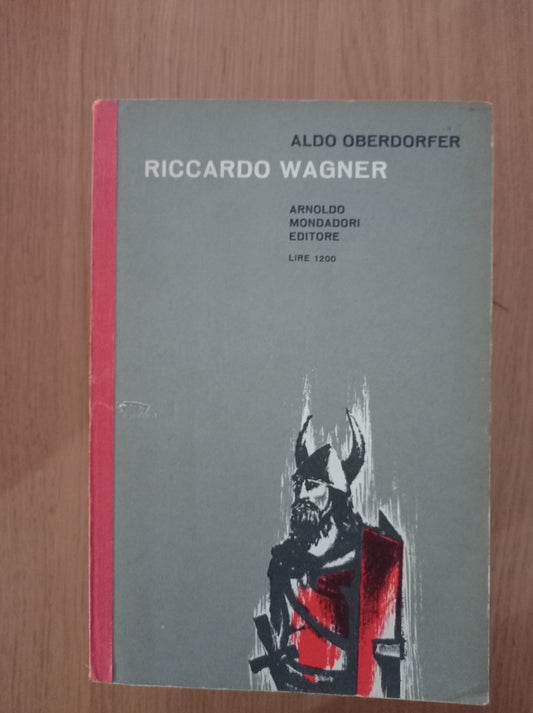 ALDO OBERDORFER
RICCARDO WAGNER
ARNOLDO
MONDADORI
EDITORE
LIRE 1200